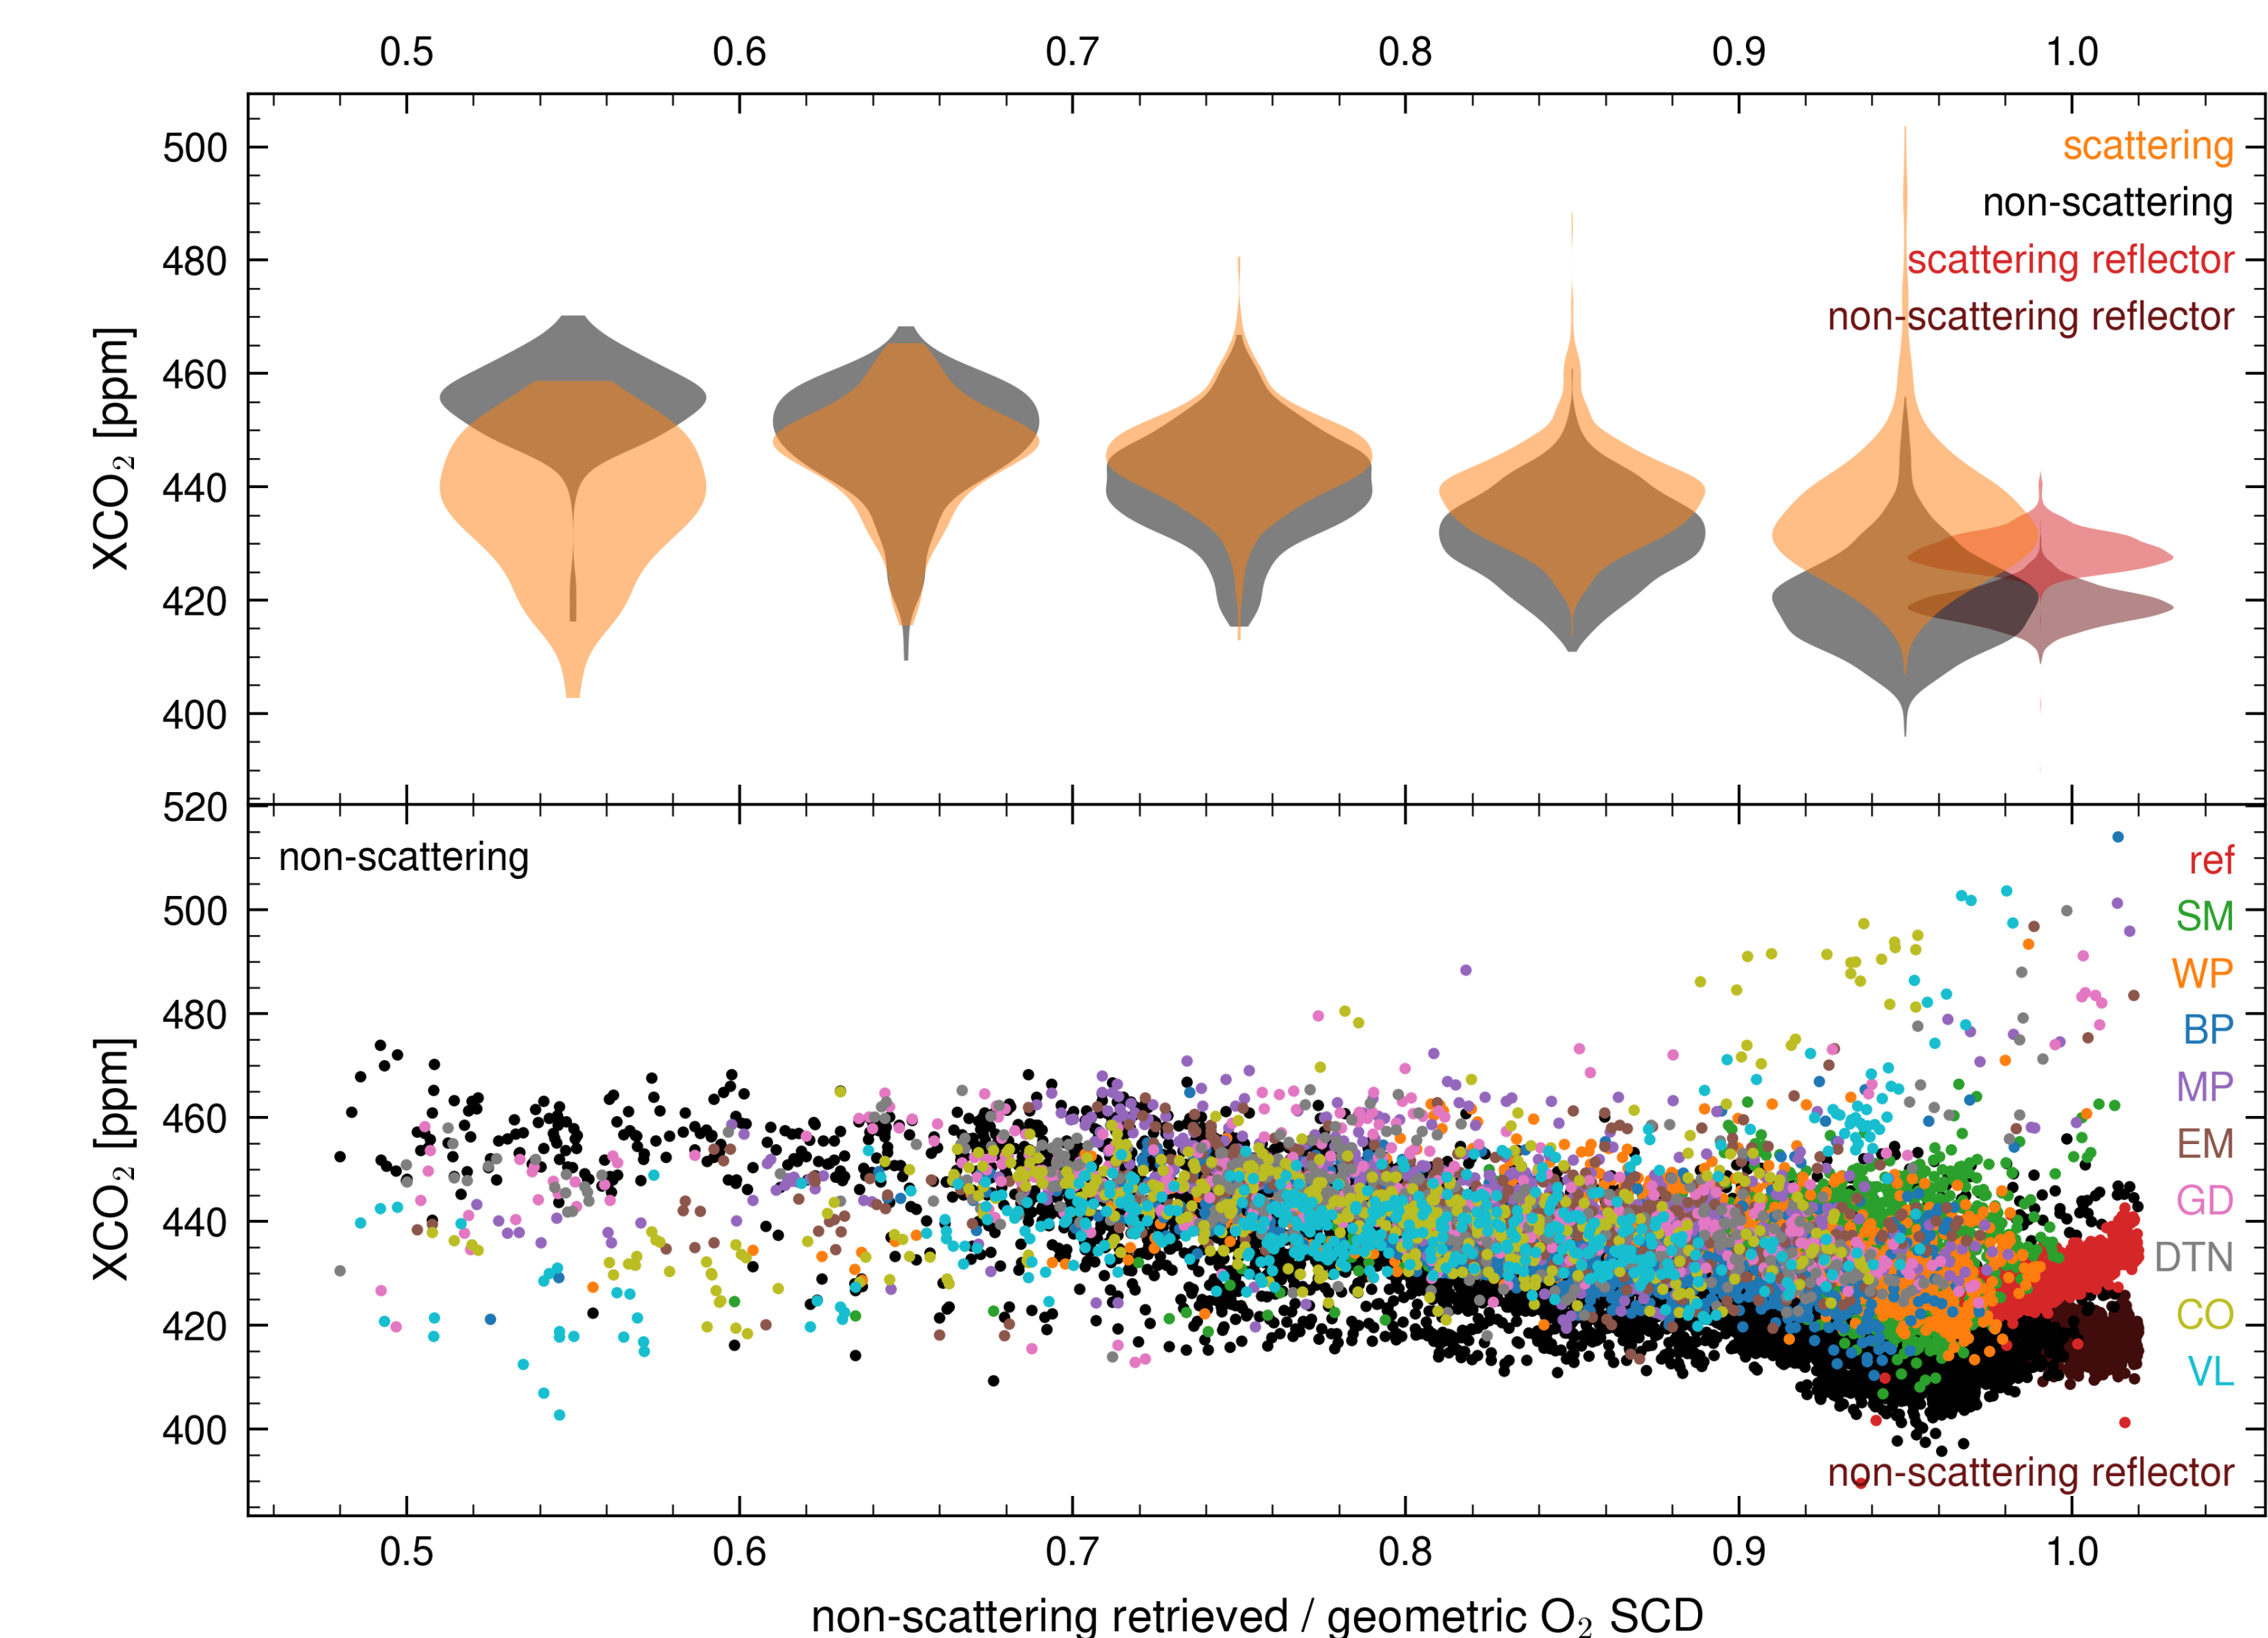 0.5 0.6 0.7 0.8 0.9 1.0
500
480
460
440
420
400
XCO₂ [ppm]
scattering
non-scattering
scattering reflector
non-scattering reflector
520
500
480
460
440
420
400
XCO₂ [ppm]
non-scattering
ref
SM
WP
BP
MP
EM
GD
DTN
CO
VL
non-scattering reflector
0.5 0.6 0.7 0.8 0.9 1.0
non-scattering retrieved / geometric O₂ SCD